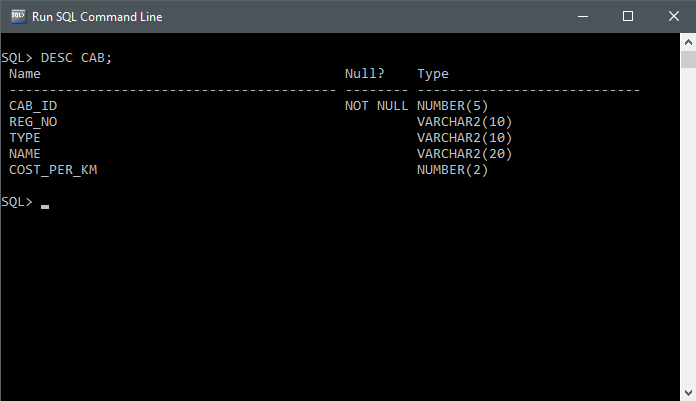 Run SQL Command Line
SQL> DESC CAB;
 Name                                      Null?    Type
 ----------------------------------------- -------- ----------------------------
 CAB_ID                                    NOT NULL NUMBER(5)
 REG_NO                                             VARCHAR2(10)
 TYPE                                               VARCHAR2(10)
 NAME                                               VARCHAR2(20)
 COST_PER_KM                                        NUMBER(2)
SQL> _